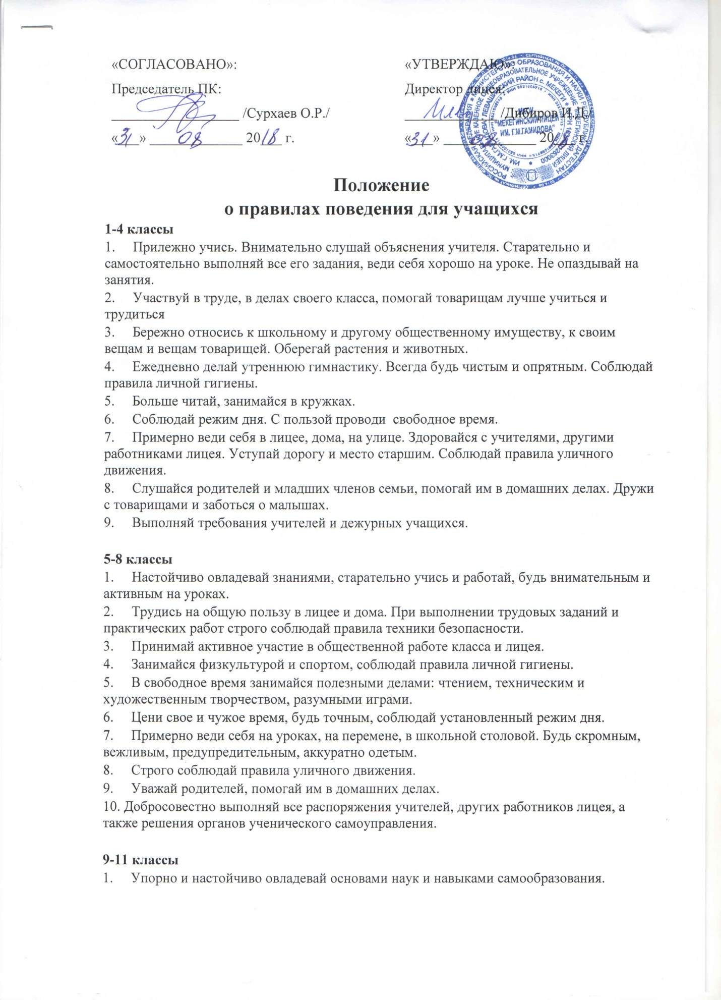 «СОГЛАСОВАНО»:
Председатель ПК:
/Сурхаев О.Р./
«31» 08 2018 г.
«УТВЕРЖДАЮ»:
Директор лицея:
/Дибиров И.Д./
«31» 08 2018 г.
МКОУ
"МЕКЕГИНСКИЙ ЛИЦЕЙ
ИМ. Г.М.ГАМИДОВА"
Положение
о правилах поведения для учащихся
1-4 классы
1. Прилежно учись. Внимательно слушай объяснения учителя. Старательно и
самостоятельно выполняй все его задания, веди себя хорошо на уроке. Не опаздывай на
занятия.
2. Участвуй в труде, в делах своего класса, помогай товарищам лучше учиться и
трудиться
3. Бережно относись к школьному и другому общественному имуществу, к своим
вещам и вещам товарищей. Оберегай растения и животных.
4. Ежедневно делай утреннюю гимнастику. Всегда будь чистым и опрятным. Соблюдай
правила личной гигиены.
5. Больше читай, занимайся в кружках.
6. Соблюдай режим дня. С пользой проводи свободное время.
7. Примерно веди себя в лицее, дома, на улице. Здоровайся с учителями, другими
работниками лицея. Уступай дорогу и место старшим. Соблюдай правила уличного
движения.
8. Слушайся родителей и младших членов семьи, помогай им в домашних делах. Дружи
с товарищами и заботься о малышах.
9. Выполняй требования учителей и дежурных учащихся.
5-8 классы
1. Настойчиво овладевай знаниями, старательно учись и работай, будь внимательным и
активным на уроках.
2. Трудись на общую пользу в лицее и дома. При выполнении трудовых заданий и
практических работ строго соблюдай правила техники безопасности.
3. Принимай активное участие в общественной работе класса и лицея.
4. Занимайся физкультурой и спортом, соблюдай правила личной гигиены.
5. В свободное время занимайся полезными делами: чтением, техническим и
художественным творчеством, разумными играми.
6. Цени свое и чужое время, будь точным, соблюдай установленный режим дня.
7. Примерно веди себя на уроках, на перемене, в школьной столовой. Будь скромным,
вежливым, предупредительным, аккуратно одетым.
8. Строго соблюдай правила уличного движения.
9. Уважай родителей, помогай им в домашних делах.
10. Добросовестно выполняй все распоряжения учителей, других работников лицея, а
также решения органов ученического самоуправления.
9-11 классы
1. Упорно и настойчиво овладевай основами наук и навыками самообразования.